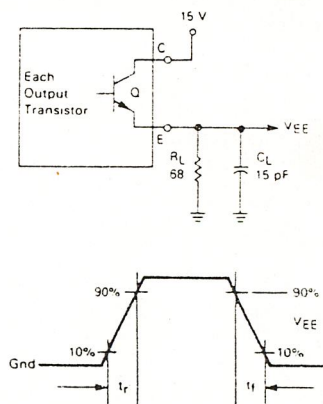 15 V
C
Each
Output
Transistor
Q
E
VEE
RL
68
CL
15 pF
90%
90%
VEE
10%
10%
Gnd
tr
tf